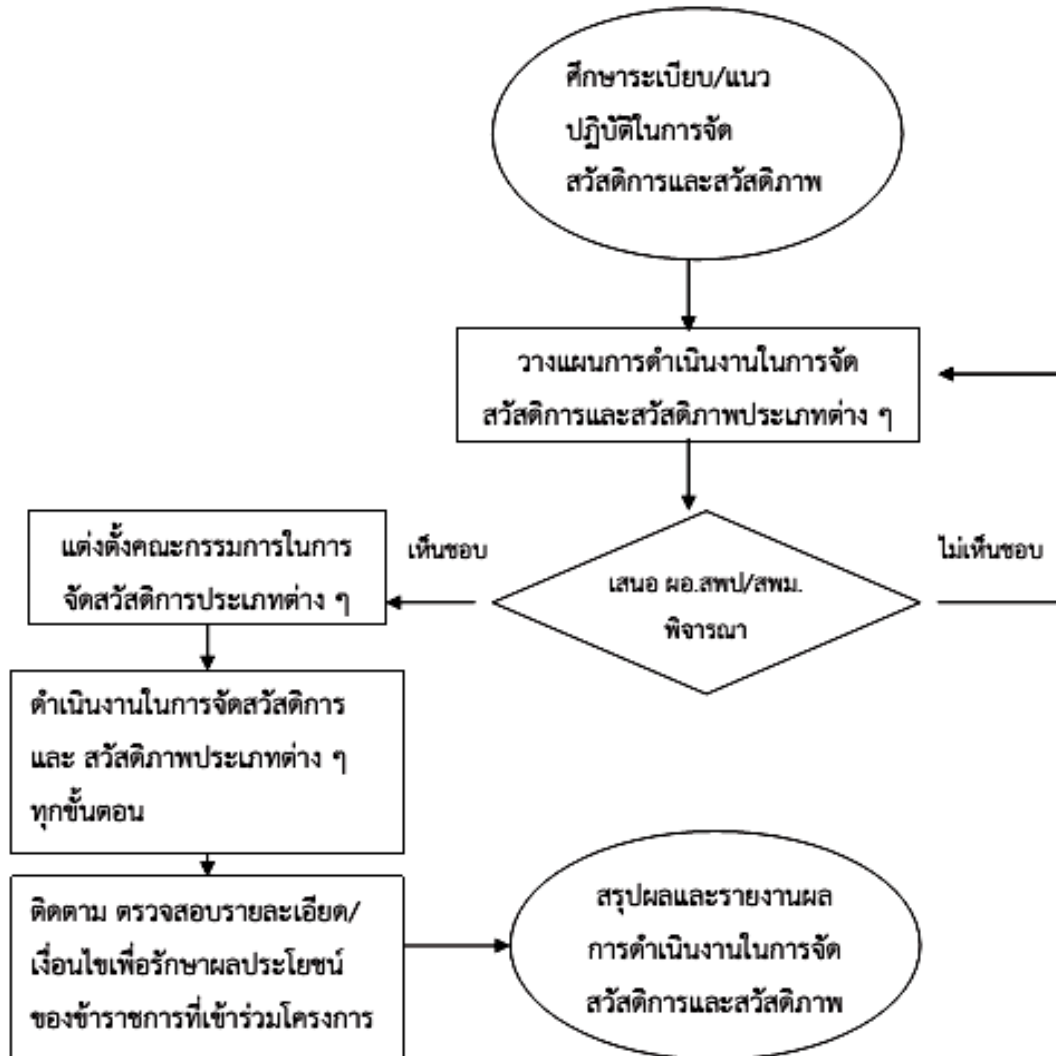 ศึกษาระเบียบ/แนว
ปฏิบัติในการจัด
สวัสดิการและสวัสดิภาพ
วางแผนการดำเนินงานในการจัด
สวัสดิการและสวัสดิภาพประเภทต่าง ๆ
เสนอ ผอ.สพป/สพม.
พิจารณา
เห็นชอบ
ไม่เห็นชอบ
แต่งตั้งคณะกรรมการในการ
จัดสวัสดิการประเภทต่าง ๆ
ดำเนินงานในการจัดสวัสดิการ
และ สวัสดิภาพประเภทต่าง ๆ
ทุกขั้นตอน
ติดตาม ตรวจสอบรายละเอียด/
เงื่อนไขเพื่อรักษาผลประโยชน์
ของข้าราชการที่เข้าร่วมโครงการ
สรุปผลและรายงานผล
การดำเนินงานในการจัด
สวัสดิการและสวัสดิภาพ